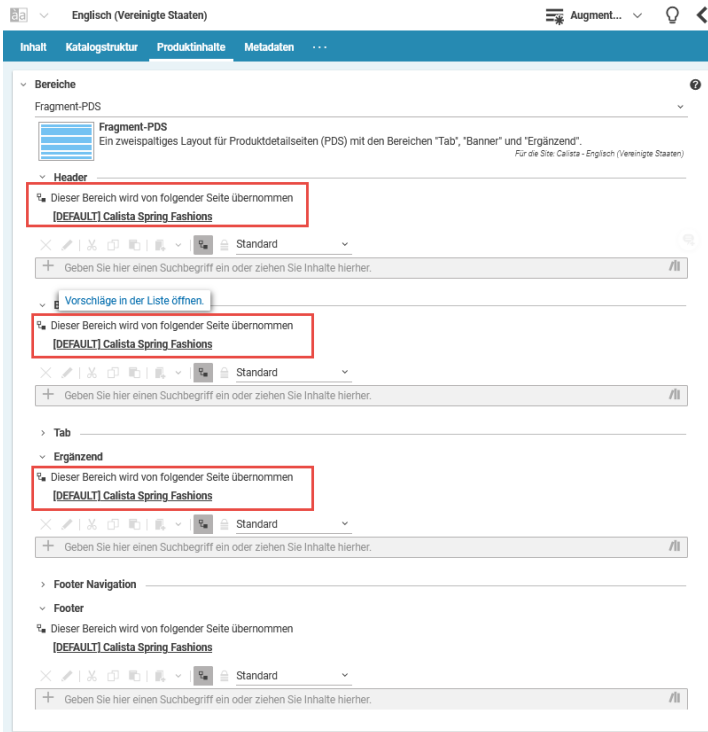 Englisch (Vereinigte Staaten)
Augment...
Inhalt Katalogstruktur Produktinhalte Metadaten ...
Bereiche
Fragment-PDS
Fragment-PDS
Ein zweispaltiges Layout für Produktdetailseiten (PDS) mit den Bereichen "Tab", "Banner" und "Ergänzend".
Für die Site: Calista - Englisch (Vereinigte Staaten)
Header
Dieser Bereich wird von folgender Seite übernommen
[DEFAULT] Calista Spring Fashions
Standard
Geben Sie hier einen Suchbegriff ein oder ziehen Sie Inhalte hierher.
Vorschläge in der Liste öffnen.
Dieser Bereich wird von folgender Seite übernommen
[DEFAULT] Calista Spring Fashions
Standard
Geben Sie hier einen Suchbegriff ein oder ziehen Sie Inhalte hierher.
Tab
Ergänzend
Dieser Bereich wird von folgender Seite übernommen
[DEFAULT] Calista Spring Fashions
Standard
Geben Sie hier einen Suchbegriff ein oder ziehen Sie Inhalte hierher.
Footer Navigation
Footer
Dieser Bereich wird von folgender Seite übernommen
[DEFAULT] Calista Spring Fashions
Standard
Geben Sie hier einen Suchbegriff ein oder ziehen Sie Inhalte hierher.